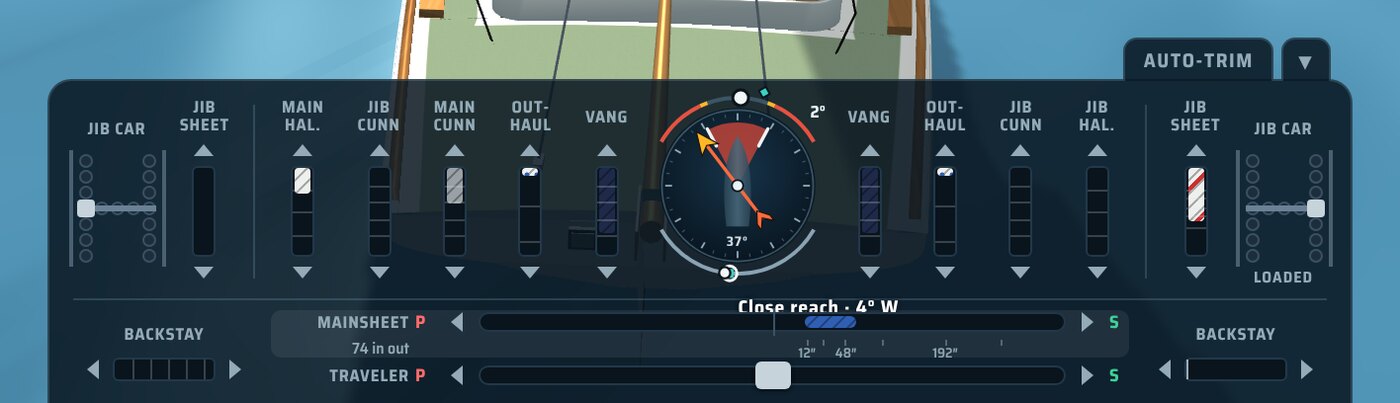 AUTO-TRIM ▼
JIB CAR
JIB SHEET
MAIN HAL.
JIB CUNN
MAIN CUNN
OUT-HAUL
VANG
2°
37°
VANG
OUT-HAUL
JIB CUNN
JIB HAL.
JIB SHEET
JIB CAR
LOADED
Close reach · 4° W
BACKSTAY
MAINSHEET P
S
74 in out
12" 48" 192"
TRAVELER P
S
BACKSTAY